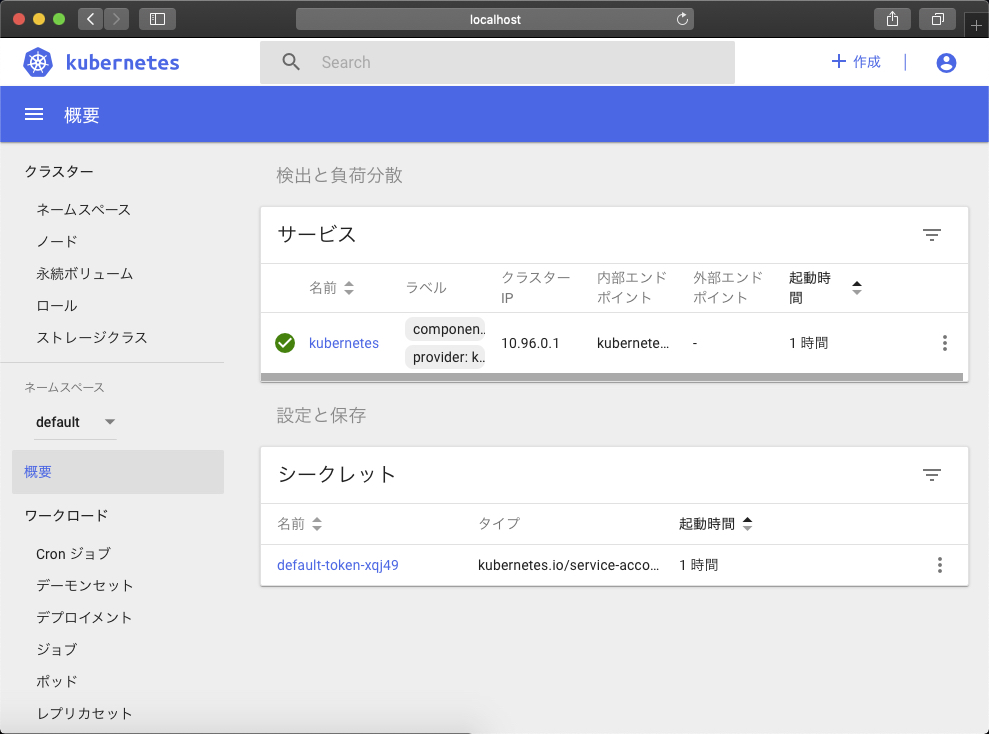 localhost
kubernetes
Search
作成
概要
クラスター
ネームスペース
ノード
永続ボリューム
ロール
ストレージクラス
ネームスペース
default
概要
ワークロード
Cron ジョブ
デーモンセット
デプロイメント
ジョブ
ポッド
レプリカセット
検出と負荷分散
サービス
名前 ラベル クラスター IP 内部エンドポイント 外部エンドポイント 起動時間
kubernetes componen.. provider: k.. 10.96.0.1 kubernete... - 1 時間
設定と保存
シークレット
名前 タイプ 起動時間
default-token-xqj49 kubernetes.io/service-acco... 1 時間